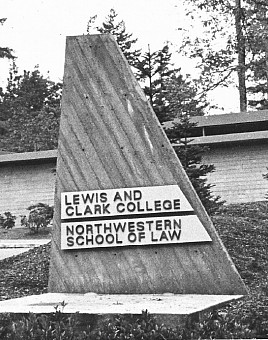 LEWIS AND
CLARK COLLEGE
NORTHWESTERN
SCHOOL OF LAW